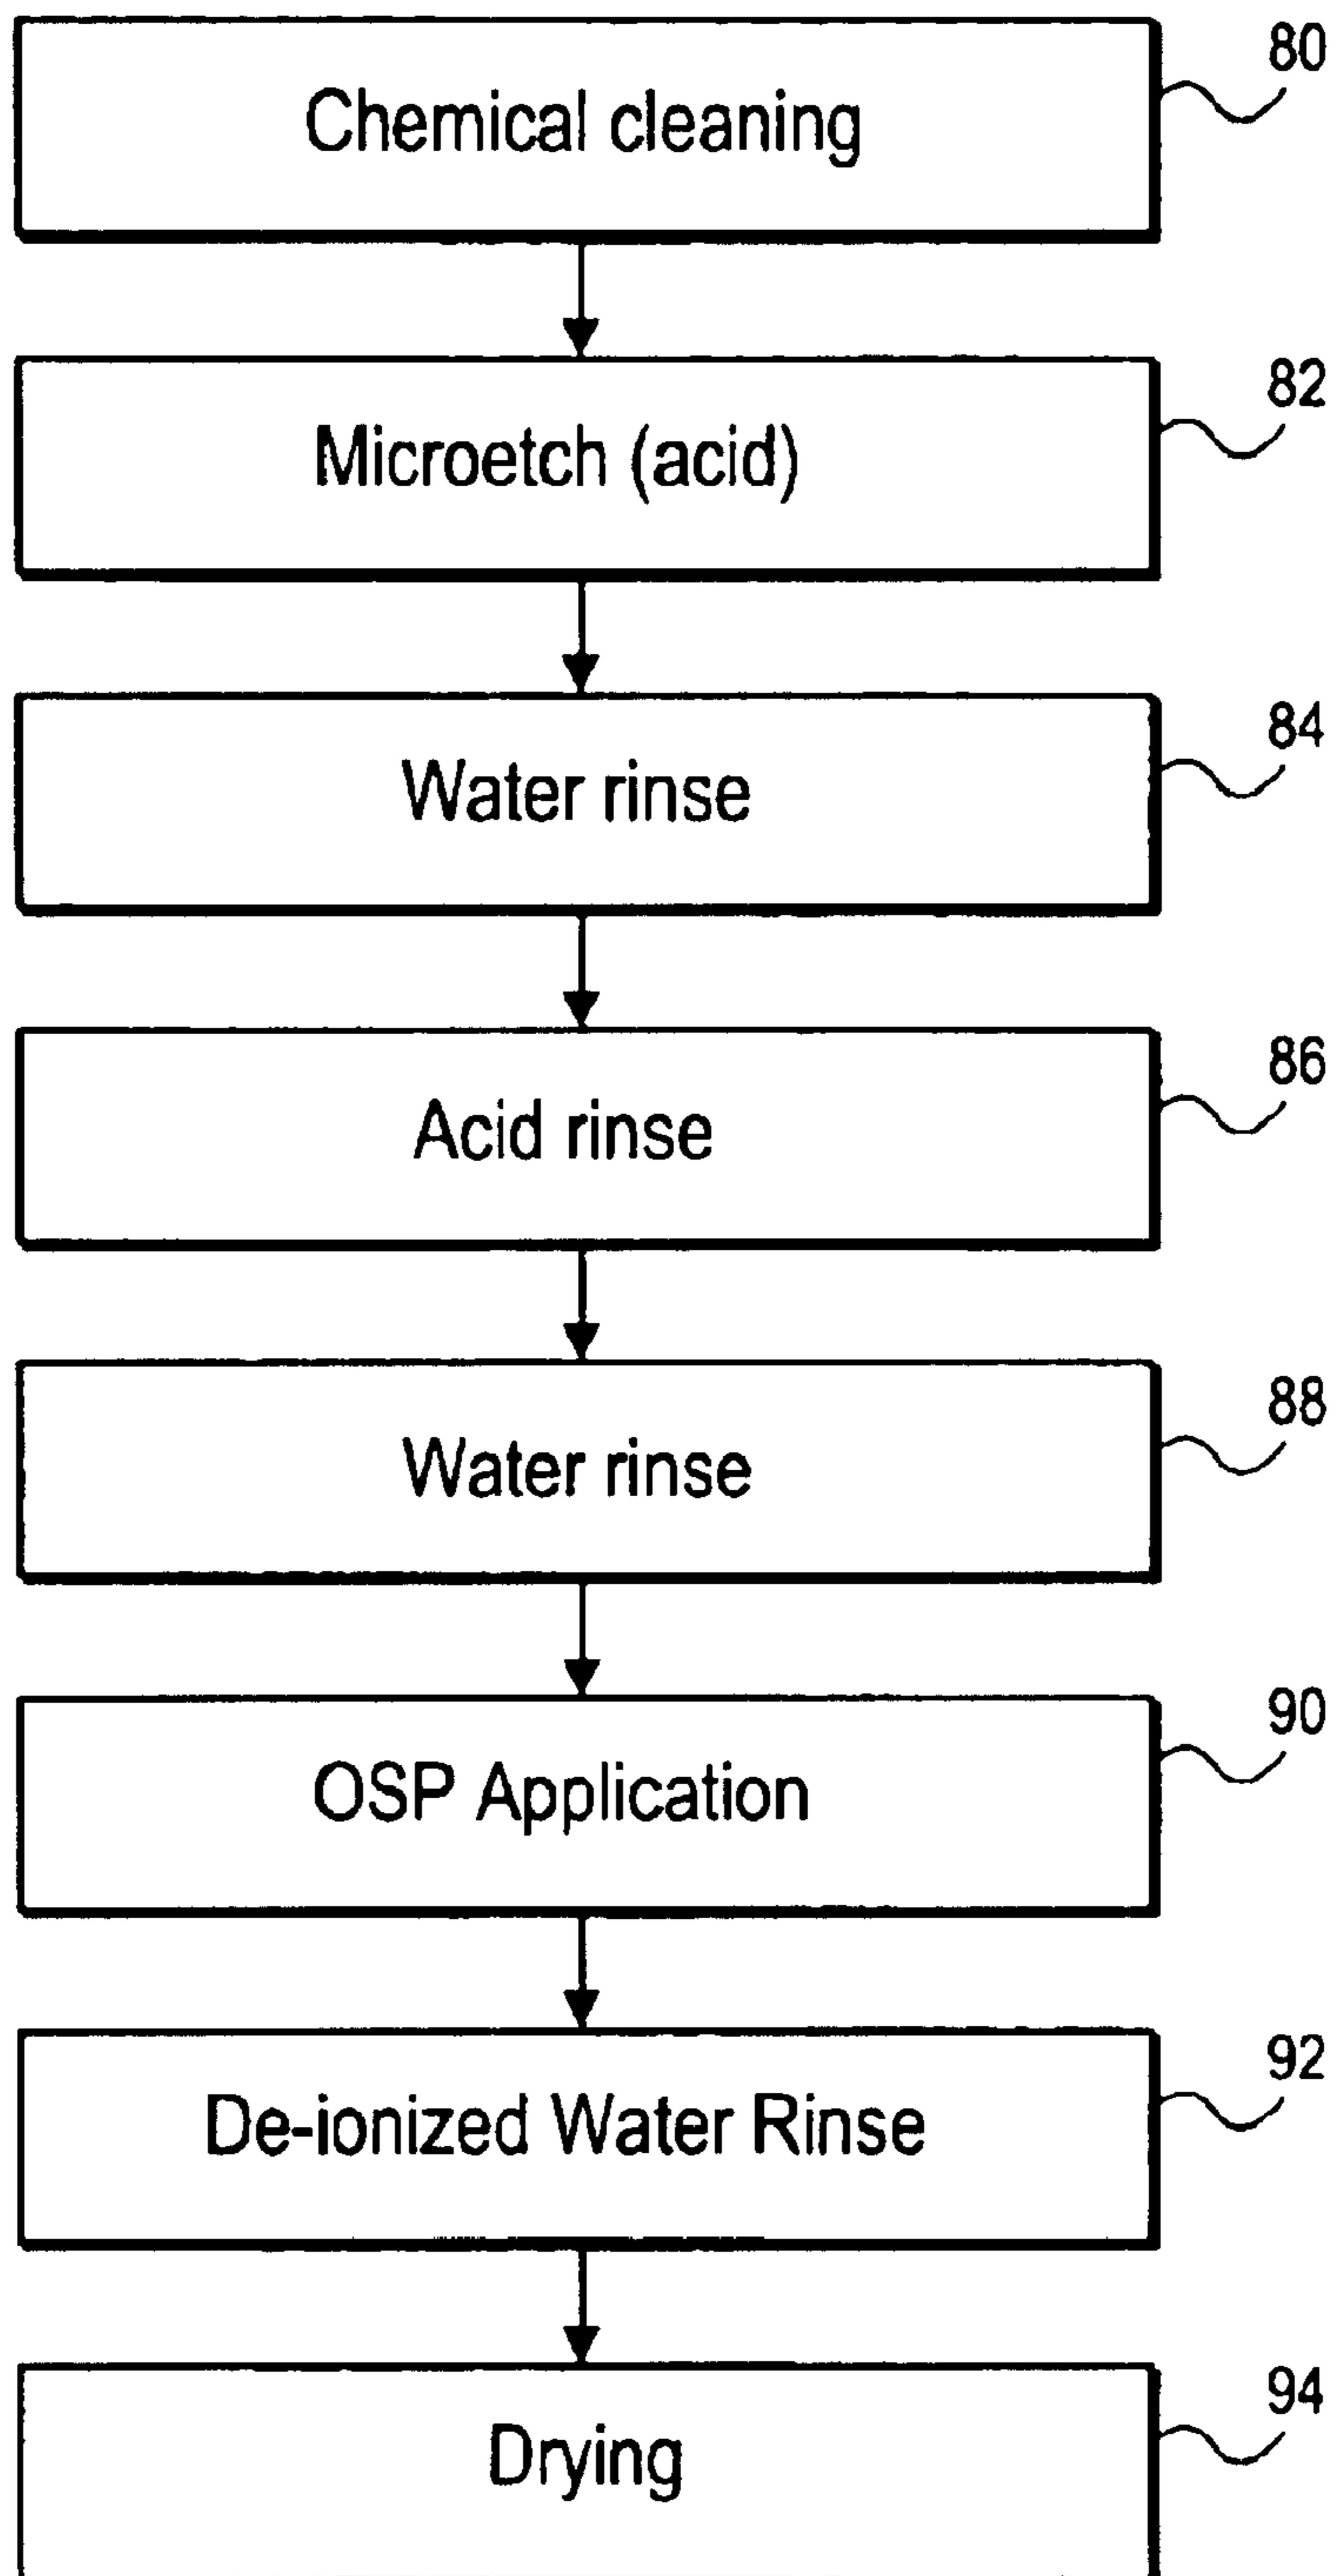 80
Chemical cleaning
82
Microetch (acid)
84
Water rinse
86
Acid rinse
88
Water rinse
90
OSP Application
92
De-ionized Water Rinse
94
Drying